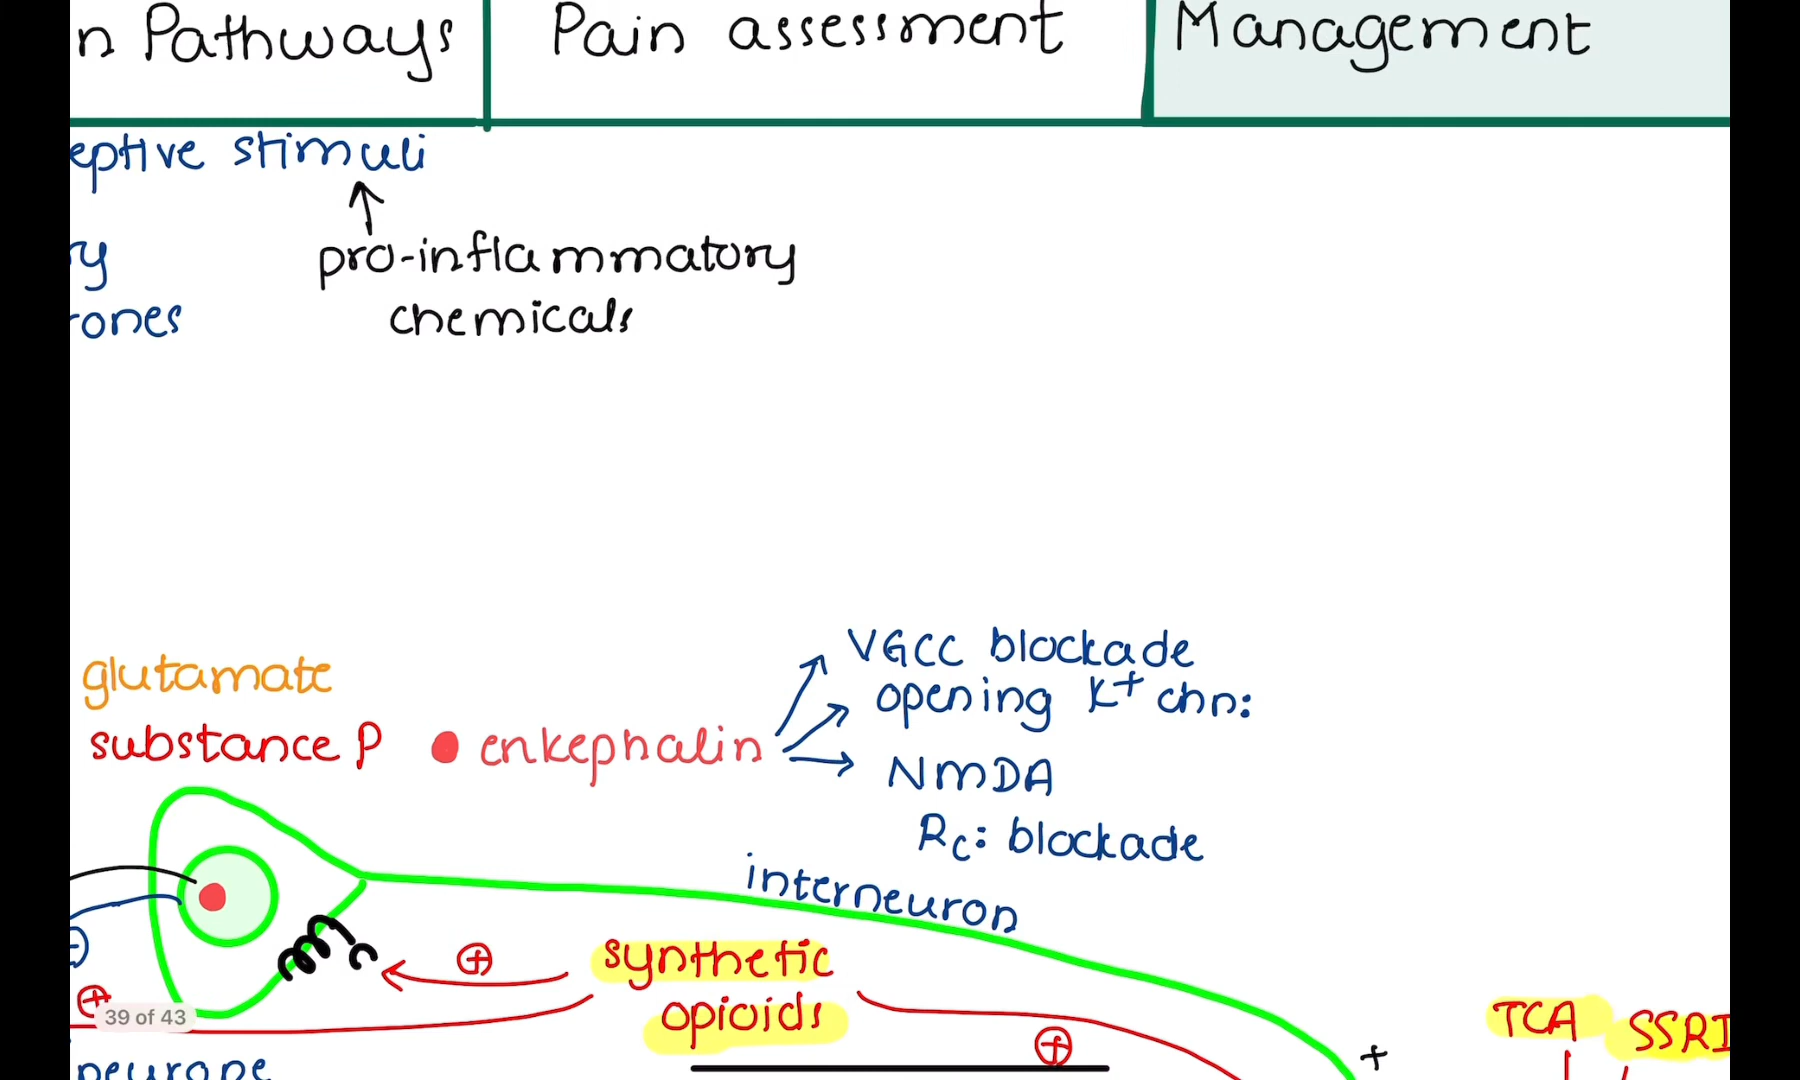 n Pathways
Pain assessment
Management
eptive stimuli
↑
pro-inflammatory
chemicals
ry
rones
glutamate
substance P
enkephalin
VGCC blockade
opening K+ chn:
NMDA
Rc: blockade
interneuron
+
synthetic
opioids
+
+
+
TCA
SSRI
39 of 43
neurone